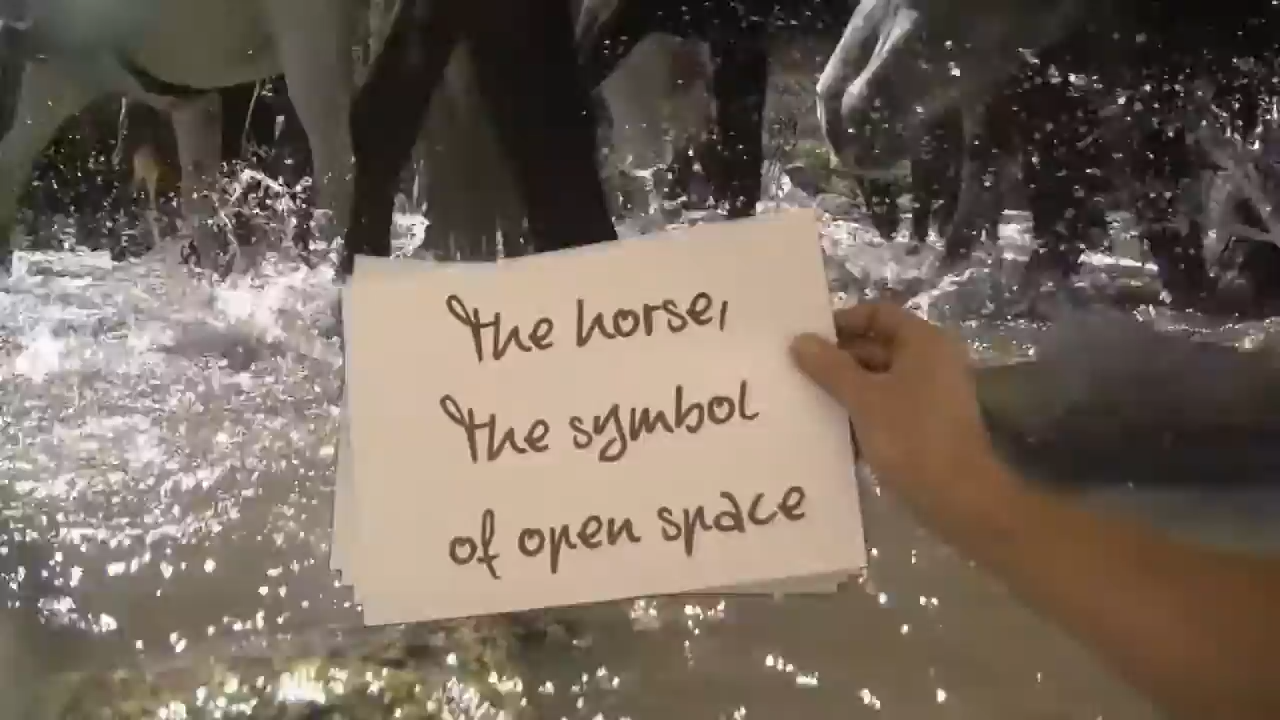 The horse,
the symbol
of open space